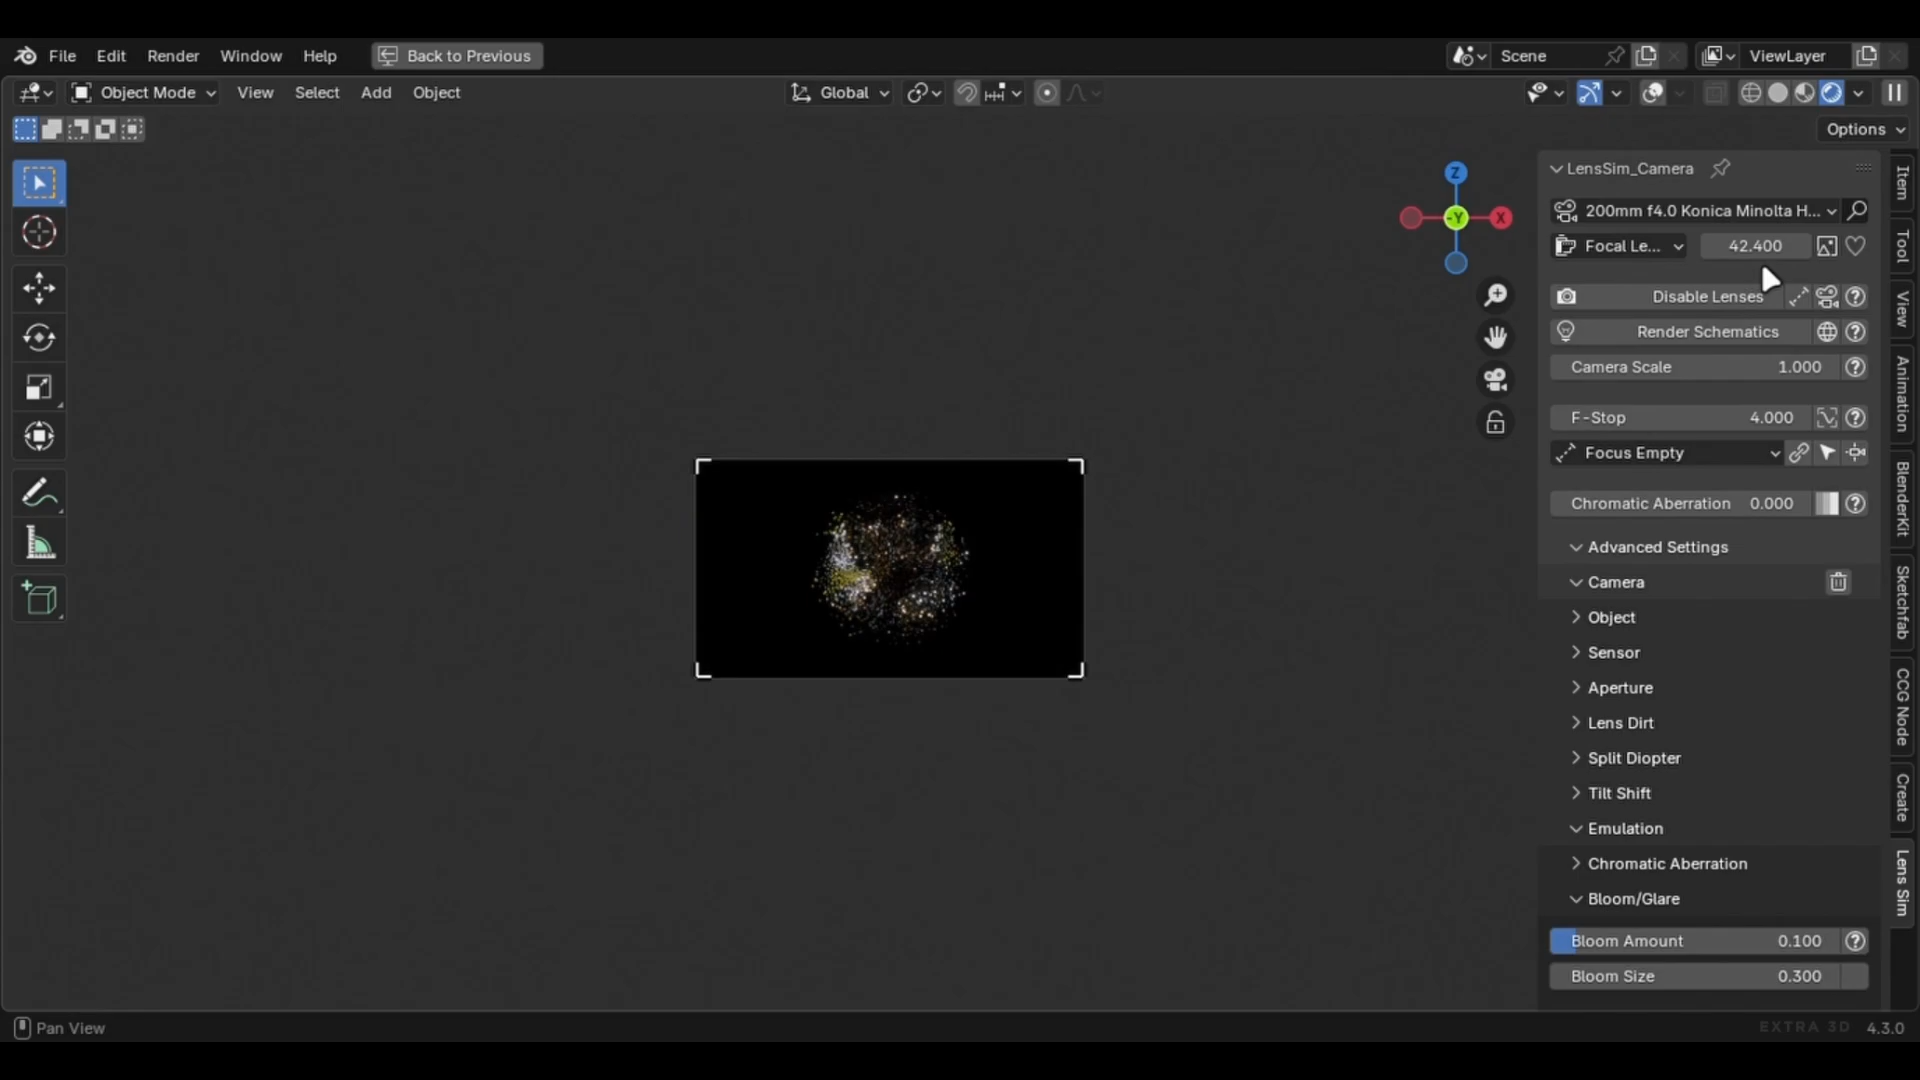 File Edit Render Window Help Back to Previous Scene ViewLayer
Object Mode View Select Add Object Global
Options
Z
-Y X
LensSim_Camera
200mm f4.0 Konica Minolta H...
Focal Le... 42.400
Disable Lenses
Render Schematics
Camera Scale 1.000
F-Stop 4.000
Focus Empty
Chromatic Aberration 0.000
Advanced Settings
Camera
Object
Sensor
Aperture
Lens Dirt
Split Diopter
Tilt Shift
Emulation
Chromatic Aberration
Bloom/Glare
Bloom Amount 0.100
Bloom Size 0.300
Item
Tool
View
Animation
BlenderKit
Sketchfab
CCG Node
Create
Lens Sim
Pan View
EXTRA 3D 4.3.0